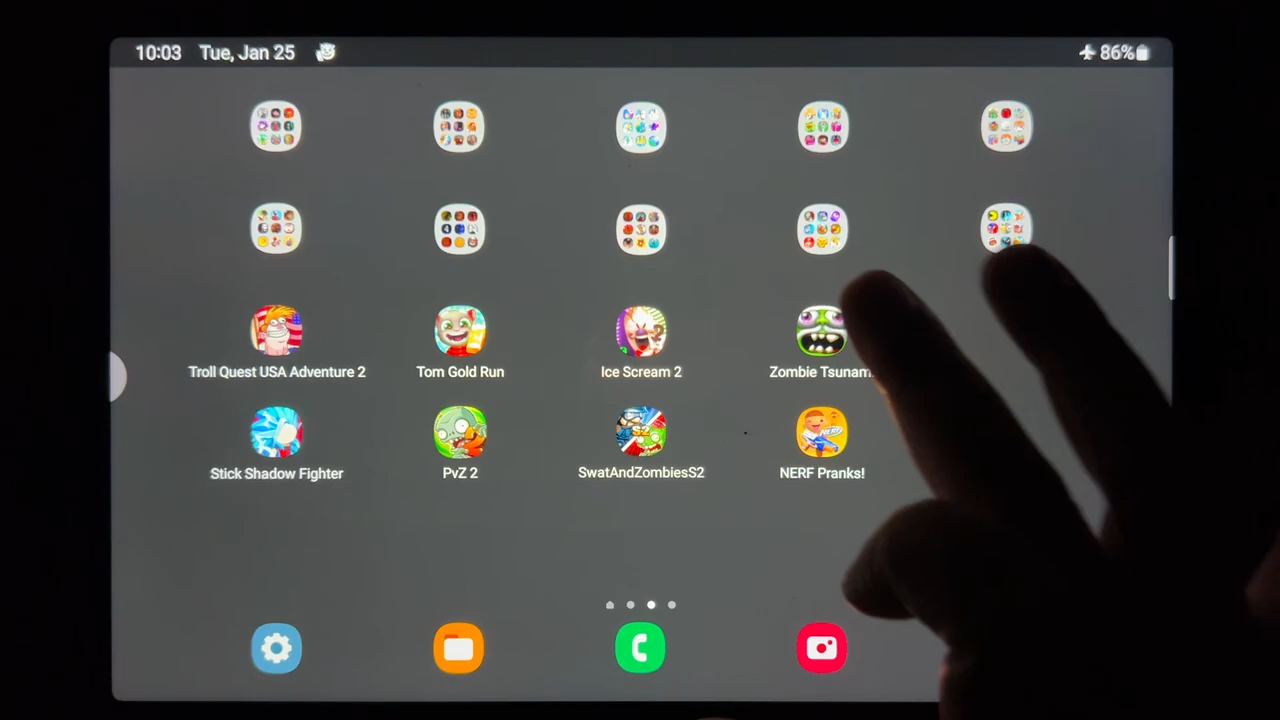 10:03 Tue, Jan 25 86%
Troll Quest USA Adventure 2 Tom Gold Run Ice Scream 2 Zombie Tsunam
Stick Shadow Fighter PvZ 2 SwatAndZombiesS2 NERF Pranks!